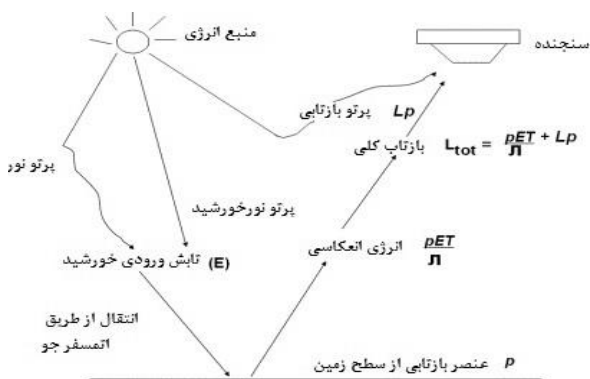 منبع انرژی
سنجنده
پرتو بازتابی Lp
بازتاب کلی Ltot = pET/π + Lp
پرتو نور
پرتو نورخورشید
تابش ورودی خورشید (E)
انرژی انعکاسی pET/π
انتقال از طریق
اتمسفر جو
عنصر بازتابی از سطح زمین p